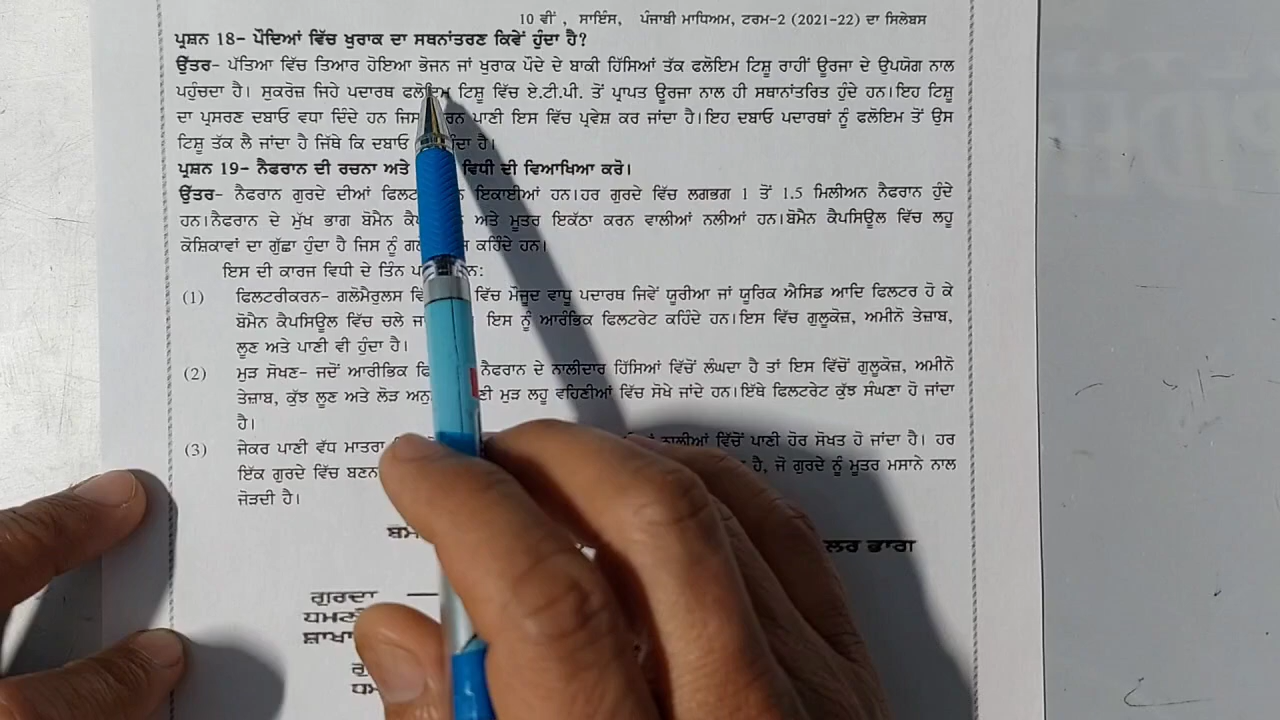 10 ਵੀਂ , ਸਾਇੰਸ, ਪੰਜਾਬੀ ਮਾਧਿਅਮ, ਟਰਮ-2 (2021-22) ਦਾ ਸਿਲੇਬਸ
ਪ੍ਰਸ਼ਨ 18- ਪੌਦਿਆਂ ਵਿੱਚ ਖੁਰਾਕ ਦਾ ਸਥਨਾਂਤਰਣ ਕਿਵੇਂ ਹੁੰਦਾ ਹੈ?
ਉੱਤਰ- ਪੱਤਿਆ ਵਿੱਚ ਤਿਆਰ ਹੋਇਆ ਭੋਜਨ ਜਾਂ ਖੁਰਾਕ ਪੌਦੇ ਦੇ ਬਾਕੀ ਹਿੱਸਿਆਂ ਤੱਕ ਫਲੋਇਮ ਟਿਸ਼ੂ ਰਾਹੀਂ ਊਰਜਾ ਦੇ ਉਪਯੋਗ ਨਾਲ
ਪਹੁੰਚਦਾ ਹੈ। ਸੁਕਰੋਜ਼ ਜਿਹੇ ਪਦਾਰਥ ਫਲੋਇਮ ਟਿਸ਼ੂ ਵਿੱਚ ਏ.ਟੀ.ਪੀ. ਤੋਂ ਪ੍ਰਾਪਤ ਊਰਜਾ ਨਾਲ ਹੀ ਸਥਾਨਾਂਤਰਿਤ ਹੁੰਦੇ ਹਨ।ਇਹ ਟਿਸ਼ੂ
ਦਾ ਪ੍ਰਸਰਣ ਦਬਾਓ ਵਧਾ ਦਿੰਦੇ ਹਨ ਪਾਣੀ ਇਸ ਵਿੱਚ ਪ੍ਰਵੇਸ਼ ਕਰ ਜਾਂਦਾ ਹੈ।ਇਹ ਦਬਾਓ ਪਦਾਰਥਾਂ ਨੂੰ ਫਲੋਇਮ ਤੋਂ ਉਸ
ਟਿਸ਼ੂ ਤੱਕ ਲੈ ਜਾਂਦਾ ਹੈ ਜਿੱਥੇ ਕਿ ਦਬਾਓ ਹੈ।
ਪ੍ਰਸ਼ਨ 19- ਨੈਫਰਾਨ ਦੀ ਰਚਨਾ ਅਤੇ ਵਿਧੀ ਦੀ ਵਿਆਖਿਆ ਕਰੋ।
ਉੱਤਰ- ਨੈਫਰਾਨ ਗੁਰਦੇ ਦੀਆਂ ਇਕਾਈਆਂ ਹਨ।ਹਰ ਗੁਰਦੇ ਵਿੱਚ ਲਗਭਗ 1 ਤੋਂ 1.5 ਮਿਲੀਅਨ ਨੈਫਰਾਨ ਹੁੰਦੇ
ਹਨ।ਨੈਫਰਾਨ ਦੇ ਮੁੱਖ ਭਾਗ ਬੋਮੈਨ ਅਤੇ ਮੂਤਰ ਇਕੱਠਾ ਕਰਨ ਵਾਲੀਆਂ ਨਲੀਆਂ ਹਨ।ਬੋਮੈਨ ਕੈਪਸਿਊਲ ਵਿੱਚ ਲਹੂ
ਕੋਸ਼ਿਕਾਵਾਂ ਦਾ ਗੁੱਛਾ ਹੁੰਦਾ ਹੈ ਜਿਸ ਨੂੰ ਕਹਿੰਦੇ ਹਨ।
ਇਸ ਦੀ ਕਾਰਜ ਵਿਧੀ ਦੇ ਤਿੰਨ
(1) ਫਿਲਟਰੀਕਰਨ- ਗਲੋਮੈਰੁਲਸ ਵਿੱਚ ਮੌਜੂਦ ਵਾਧੂ ਪਦਾਰਥ ਜਿਵੇਂ ਯੂਰੀਆ ਜਾਂ ਯੂਰਿਕ ਐਸਿਡ ਆਦਿ ਫਿਲਟਰ ਹੋ ਕੇ
ਬੋਮੈਨ ਕੈਪਸਿਊਲ ਵਿੱਚ ਚਲੇ ਇਸ ਨੂੰ ਆਰੰਭਿਕ ਫਿਲਟਰੇਟ ਕਹਿੰਦੇ ਹਨ।ਇਸ ਵਿੱਚ ਗੁਲੂਕੋਜ਼, ਅਮੀਨੋ ਤੇਜ਼ਾਬ,
ਲੂਣ ਅਤੇ ਪਾਣੀ ਵੀ ਹੁੰਦਾ ਹੈ।
(2) ਮੁੜ ਸੋਖਣ- ਜਦੋਂ ਆਰੀਭਿਕ ਨੈਫਰਾਨ ਦੇ ਨਾਲੀਦਾਰ ਹਿੱਸਿਆਂ ਵਿੱਚੋਂ ਲੰਘਦਾ ਹੈ ਤਾਂ ਇਸ ਵਿੱਚੋਂ ਗੁਲੂਕੋਜ਼, ਅਮੀਨੋ
ਤੇਜ਼ਾਬ, ਕੁੱਝ ਲੂਣ ਅਤੇ ਲੋੜ ਮੁੜ ਲਹੂ ਵਹਿਣੀਆਂ ਵਿੱਚ ਸੋਖੇ ਜਾਂਦੇ ਹਨ।ਇੱਥੇ ਫਿਲਟਰੇਟ ਕੁੱਝ ਸੰਘਣਾ ਹੋ ਜਾਂਦਾ
ਹੈ।
(3) ਜੇਕਰ ਪਾਣੀ ਵੱਧ ਮਾਤਰਾ ਨਾਲੀਆਂ ਵਿੱਚੋਂ ਪਾਣੀ ਹੋਰ ਸੋਖਤ ਹੋ ਜਾਂਦਾ ਹੈ। ਹਰ
ਇੱਕ ਗੁਰਦੇ ਵਿੱਚ ਹੈ, ਜੋ ਗੁਰਦੇ ਨੂੰ ਮੂਤਰ ਮਸਾਨੇ ਨਾਲ
ਜੋੜਦੀ ਹੈ।
ਭਾਗ
ਗੁਰਦਾ